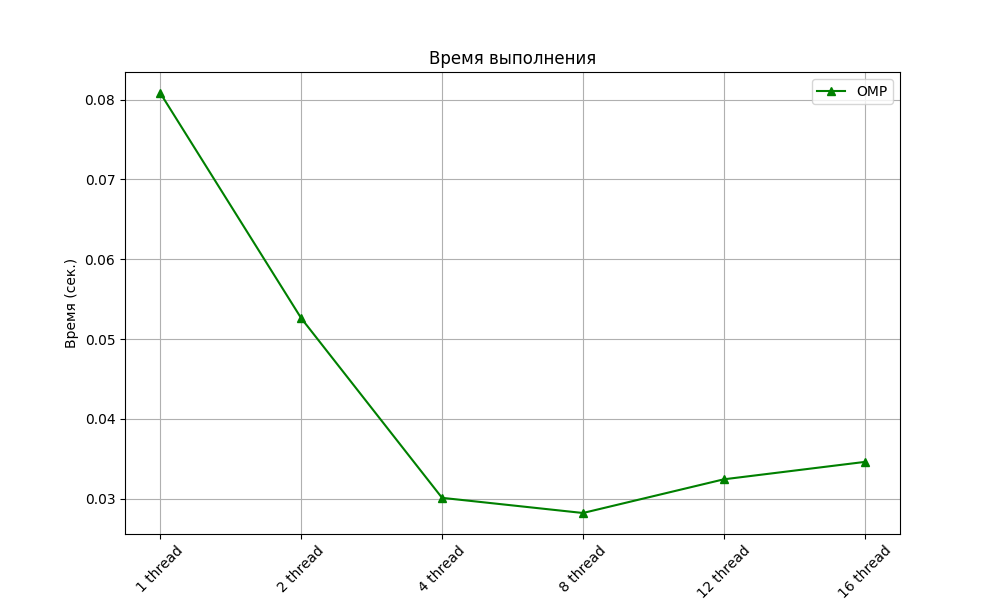 Время выполнения
OMP
Время (сек.)
0.08
0.07
0.06
0.05
0.04
0.03
1 thread
2 thread
4 thread
8 thread
12 thread
16 thread